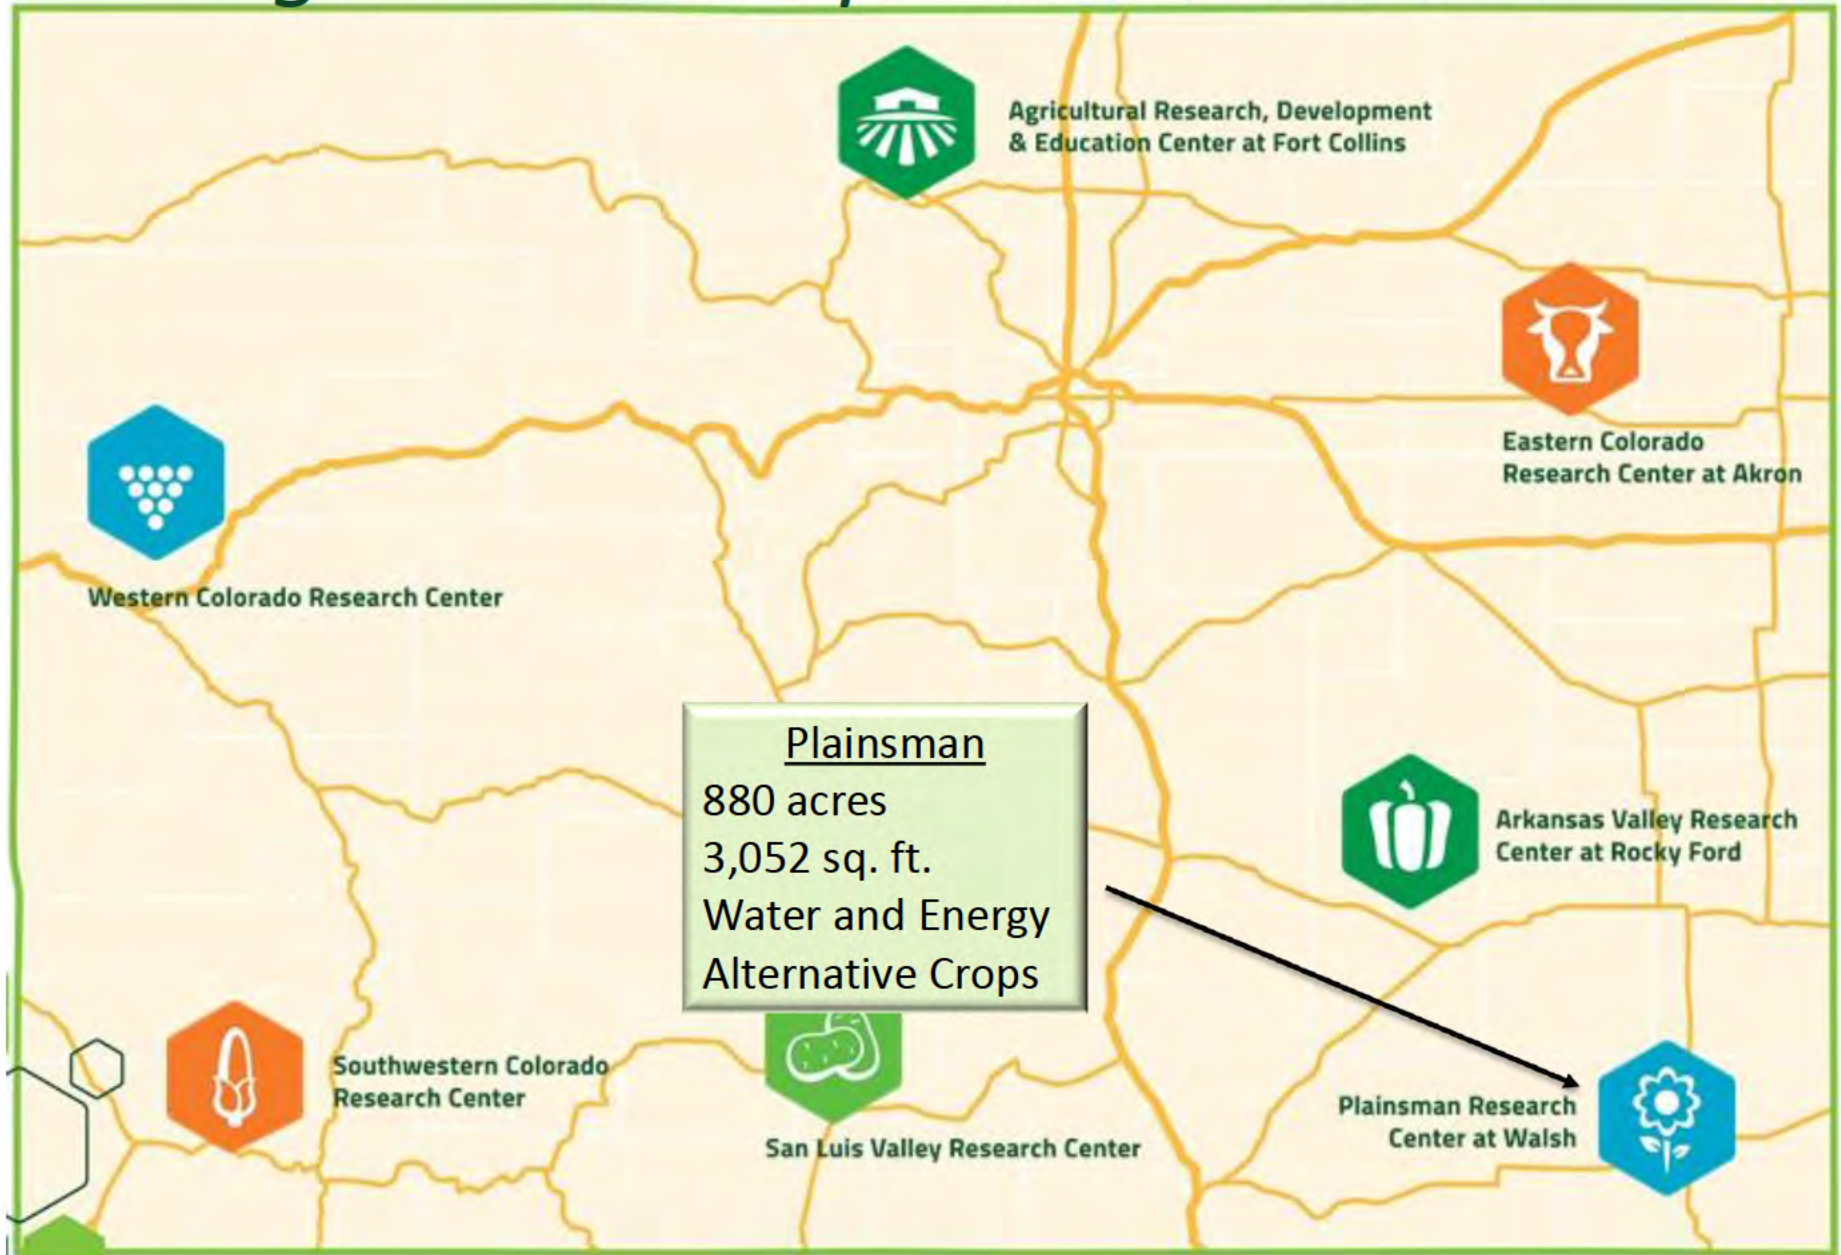 Agricultural Research, Development
& Education Center at Fort Collins
Eastern Colorado
Research Center at Akron
Western Colorado Research Center
Plainsman
880 acres
3,052 sq. ft.
Water and Energy
Alternative Crops
Arkansas Valley Research
Center at Rocky Ford
Southwestern Colorado
Research Center
San Luis Valley Research Center
Plainsman Research
Center at Walsh